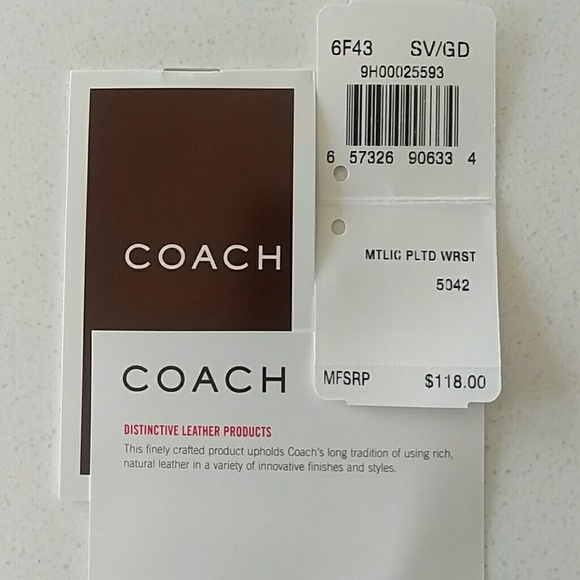 6F43 SV/GD
9H00025593
6 57326 90633 4
MTLIC PLTD WRST
5042
MFSRP $118.00
COACH
COACH
DISTINCTIVE LEATHER PRODUCTS
This finely crafted product upholds Coach's long tradition of using rich,
natural leather in a variety of innovative finishes and styles.